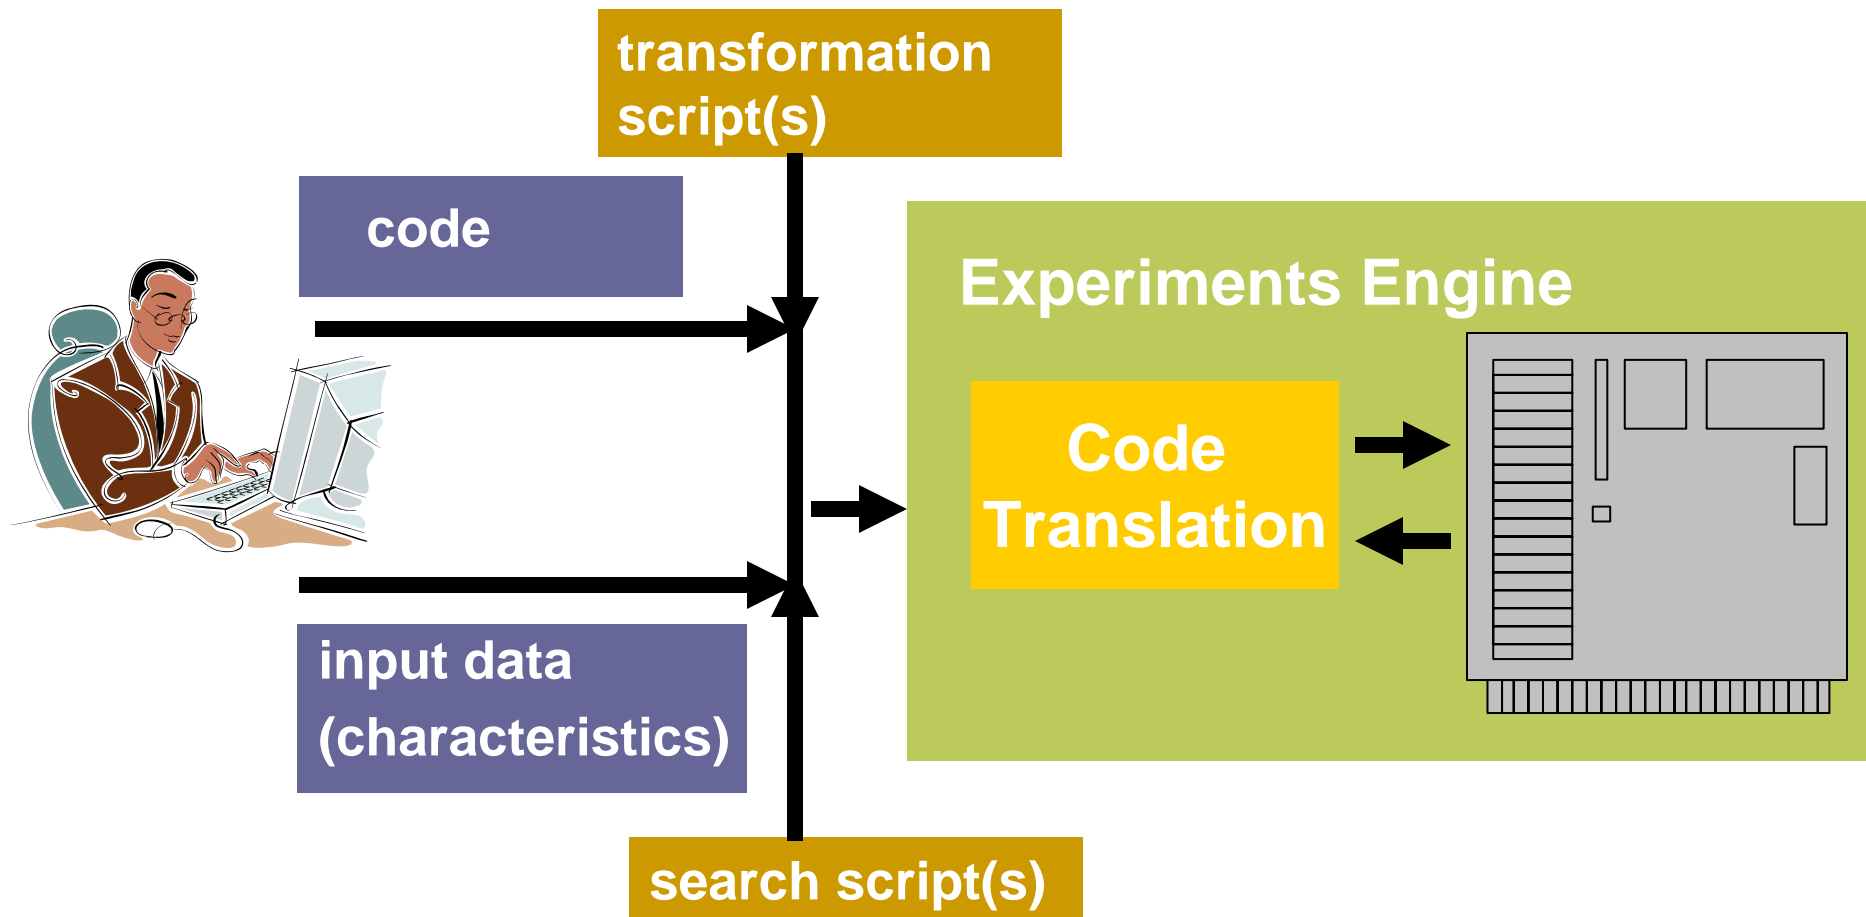 transformation
script(s)
code
Experiments Engine
Code
Translation
input data
(characteristics)
search script(s)